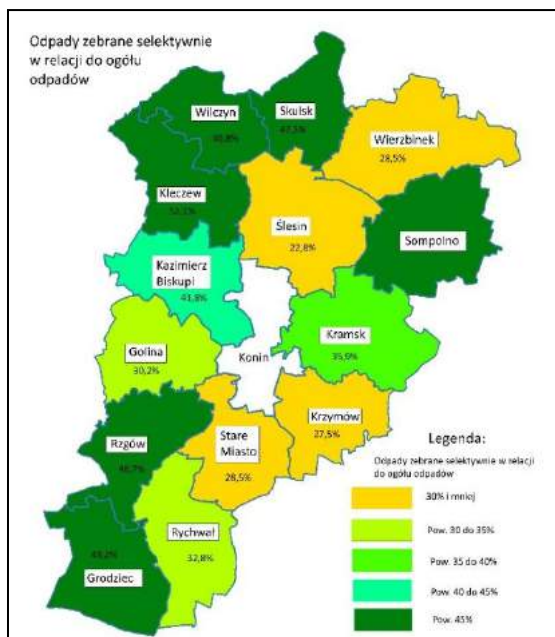 Odpady zebrane selektywnie
w relacji do ogółu
odpadów
Wilczyn
Skulsk
47,5%
Wierzbinek
28,5%
Kleczew
Ślesin
22,8%
Sompolno
Kazimierz
Biskupi
41,8%
Kramsk
35,9%
Konin
Golina
30,2%
Krzymów
27,5%
Rzgów
Stare
Miasto
28,5%
Rychwał
32,8%
Grodziec
Legenda:
Odpady zebrane selektywnie w relacji
do ogółu odpadów
30% i mniej
Pow. 30 do 35%
Pow. 35 do 40%
Pow. 40 do 45%
Pow. 45%